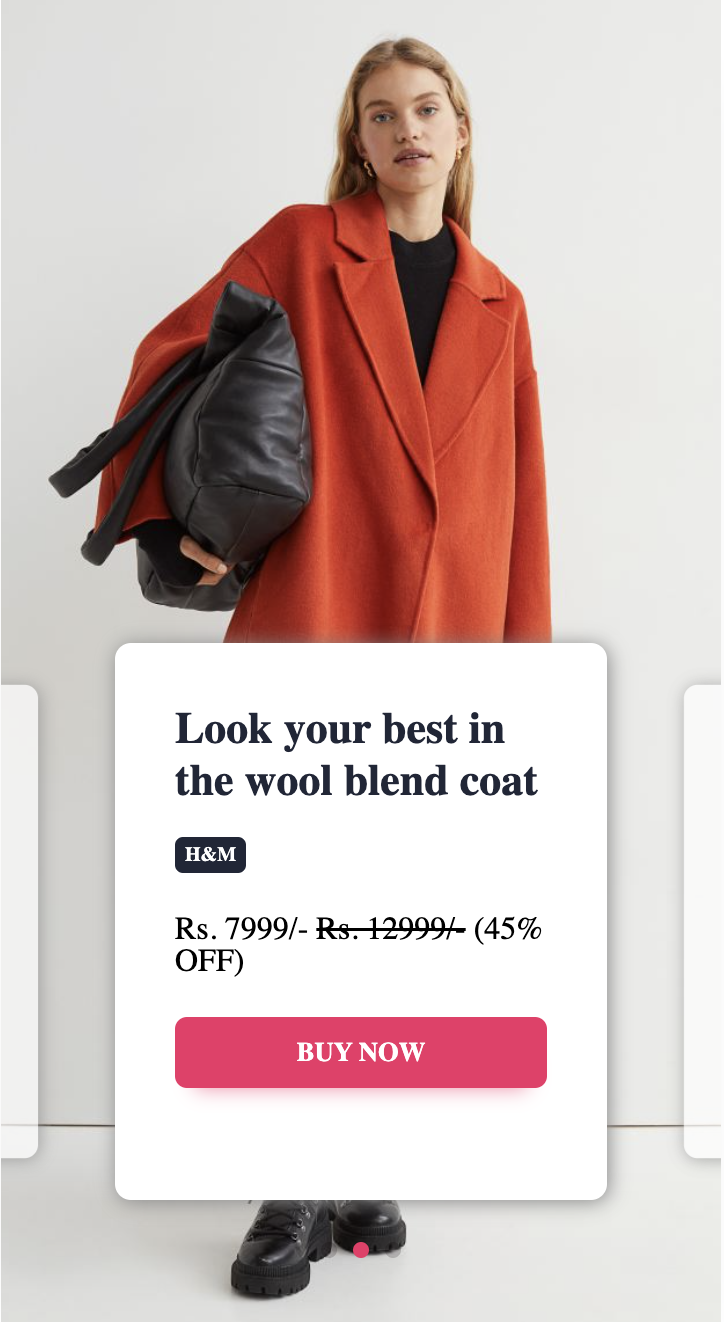 Look your best in
the wool blend coat
H&M
Rs. 7999/- Rs. 12999/- (45%
OFF)
BUY NOW